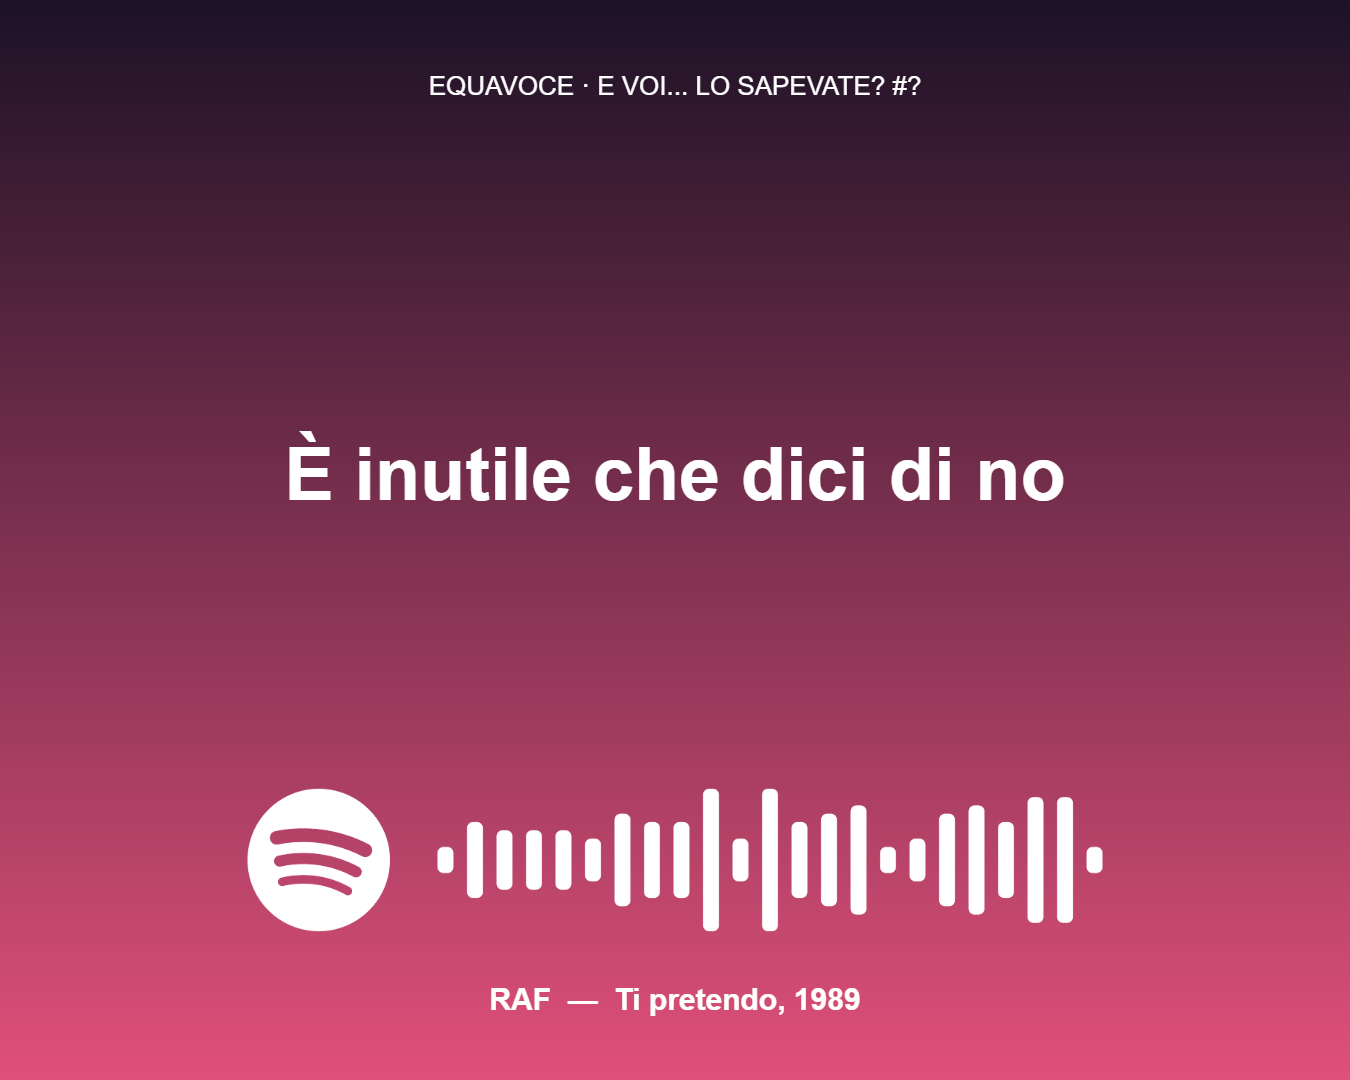 EQUAVOCE · E VOI... LO SAPEVATE? #?
È inutile che dici di no
RAF — Ti pretendo, 1989